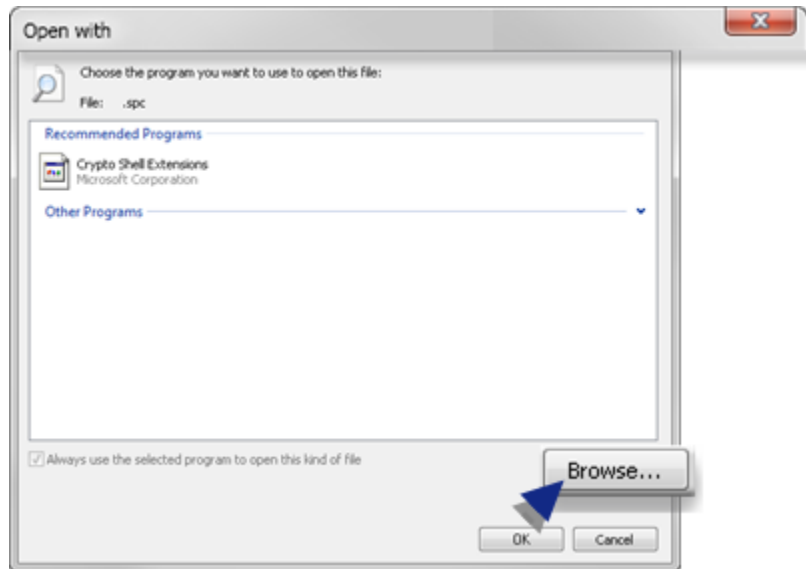 Open with
Choose the program you want to use to open this file:
File: .spc
Recommended Programs
Crypto Shell Extensions
Microsoft Corporation
Other Programs
Always use the selected program to open this kind of file
Browse...
OK
Cancel